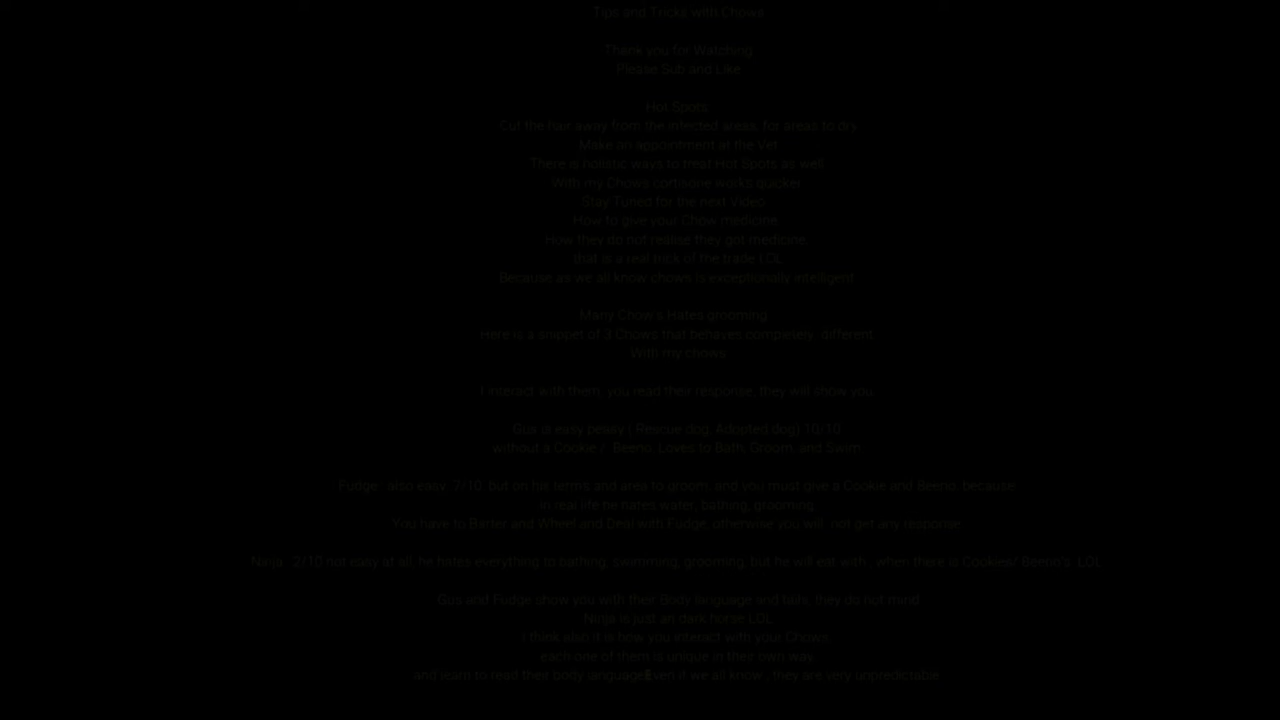 Tips and Tricks with Chows
Thank you for Watching
Please Sub and Like
Hot Spots
Cut the hair away from the infected areas, for areas to dry
Make an appointment at the Vet
There is holistic ways to treat Hot Spots as well
With my Chows cortisone works quicker
Stay Tuned for the next Video
How to give your Chow medicine
How they do not realise they got medicine
that is a real trick of the trade LOL
Because as we all know chows is exceptionally intelligent
Many Chow's Hates grooming
Here is a snippet of 3 Chows that behaves completely different
With my chows
I interact with them, you read their response, they will show you
Gus is easy peasy ( Rescue dog, Adopted dog) 10/10
without a Cookie / Beeno, Loves to Bath, Groom, and Swim
Fudge also easy 7/10, but on his terms and area to groom, and you must give a Cookie and Beeno, because
in real life he hates water, bathing, grooming
You have to Barter and Wheel and Deal with Fudge, otherwise you will not get any response
Ninja 2/10 not easy at all, he hates everything to bathing, swimming, grooming, but he will eat with, when there is Cookies/ Beeno's LOL
Gus and Fudge show you with their Body language and they do not mind
Ninja is just an dark horse LOL
I think also it is how you interact with your Chows
each one of them is unique in their own way
and learn to read their body language Even if we all know, they are very unpredictable